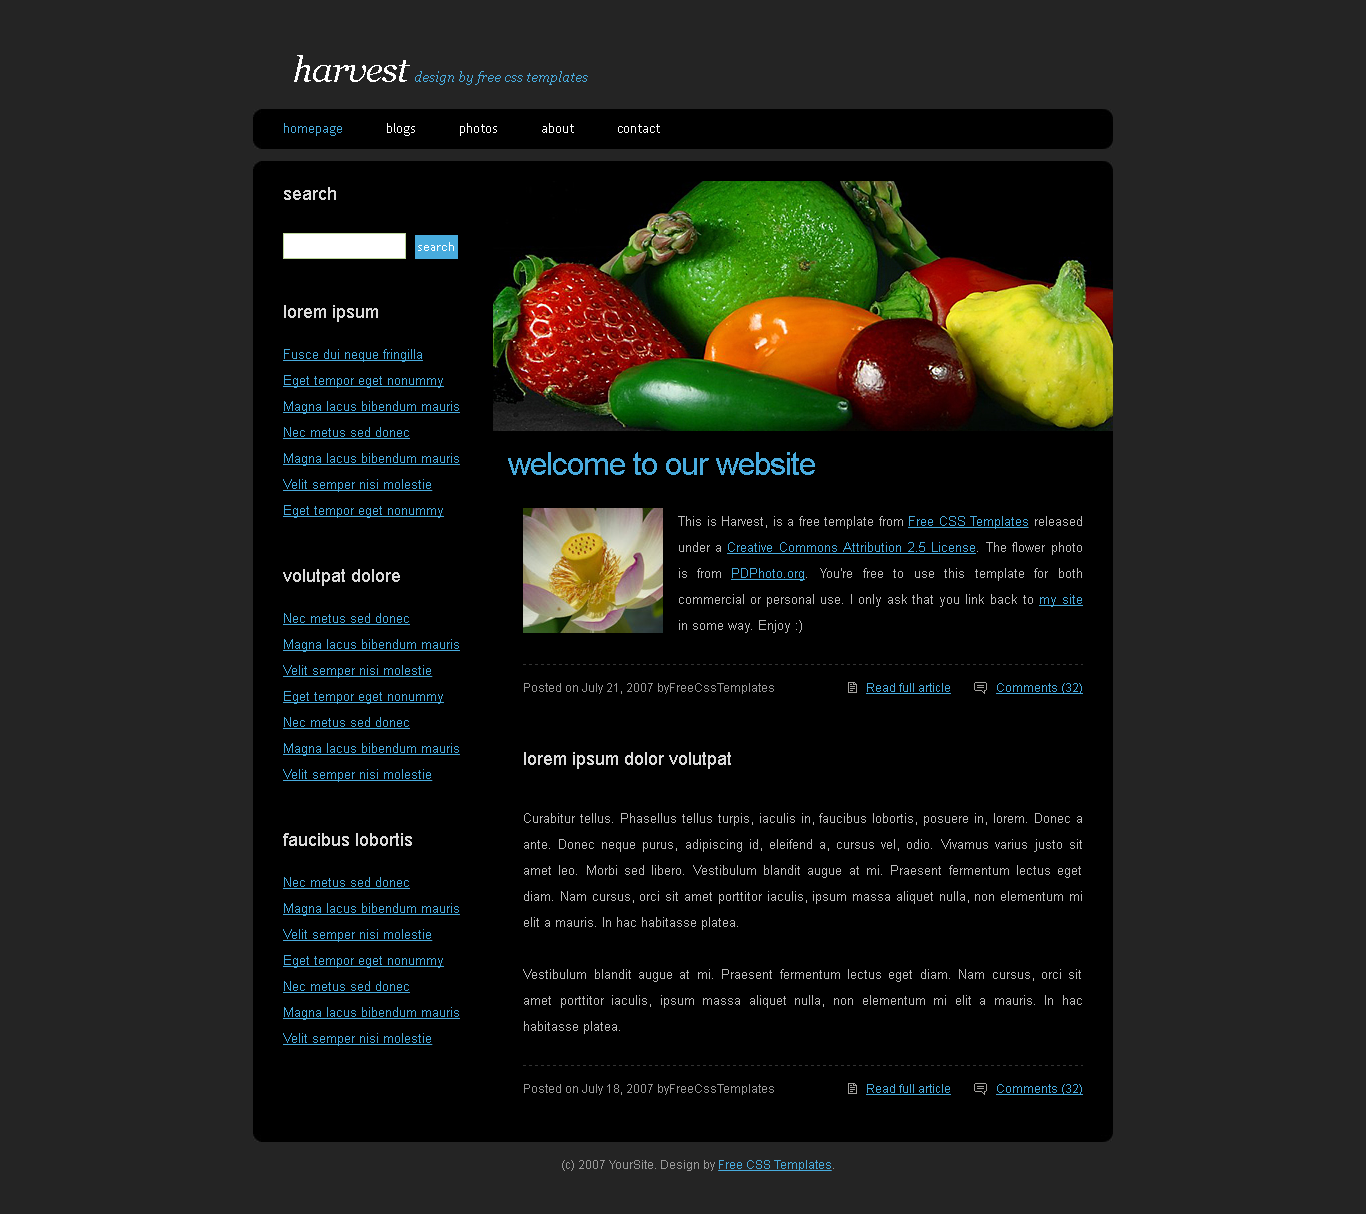 harvest design by free css templates
homepage blogs photos about contact
search
search
lorem ipsum
Fusce dui neque fringilla
Eget tempor eget nonummy
Magna lacus bibendum mauris
Nec metus sed donec
Magna lacus bibendum mauris
Velit semper nisi molestie
Eget tempor eget nonummy
volutpat dolore
Nec metus sed donec
Magna lacus bibendum mauris
Velit semper nisi molestie
Eget tempor eget nonummy
Nec metus sed donec
Magna lacus bibendum mauris
Velit semper nisi molestie
faucibus lobortis
Nec metus sed donec
Magna lacus bibendum mauris
Velit semper nisi molestie
Eget tempor eget nonummy
Nec metus sed donec
Magna lacus bibendum mauris
Velit semper nisi molestie
welcome to our website
This is Harvest, is a free template from Free CSS Templates released
under a Creative Commons Attribution 2.5 License. The flower photo
is from PDPhoto.org. You're free to use this template for both
commercial or personal use. I only ask that you link back to my site
in some way. Enjoy :)
Posted on July 21, 2007 byFreeCssTemplates Read full article Comments (32)
lorem ipsum dolor volutpat
Curabitur tellus. Phasellus tellus turpis, iaculis in, faucibus lobortis, posuere in, lorem. Donec a
ante. Donec neque purus, adipiscing id, eleifend a, cursus vel, odio. Vivamus varius justo sit
amet leo. Morbi sed libero. Vestibulum blandit augue at mi. Praesent fermentum lectus eget
diam. Nam cursus, orci sit amet porttitor iaculis, ipsum massa aliquet nulla, non elementum mi
elit a mauris. In hac habitasse platea.
Vestibulum blandit augue at mi. Praesent fermentum lectus eget diam. Nam cursus, orci sit
amet porttitor iaculis, ipsum massa aliquet nulla, non elementum mi elit a mauris. In hac
habitasse platea.
Posted on July 18, 2007 byFreeCssTemplates Read full article Comments (32)
(c) 2007 YourSite. Design by Free CSS Templates.